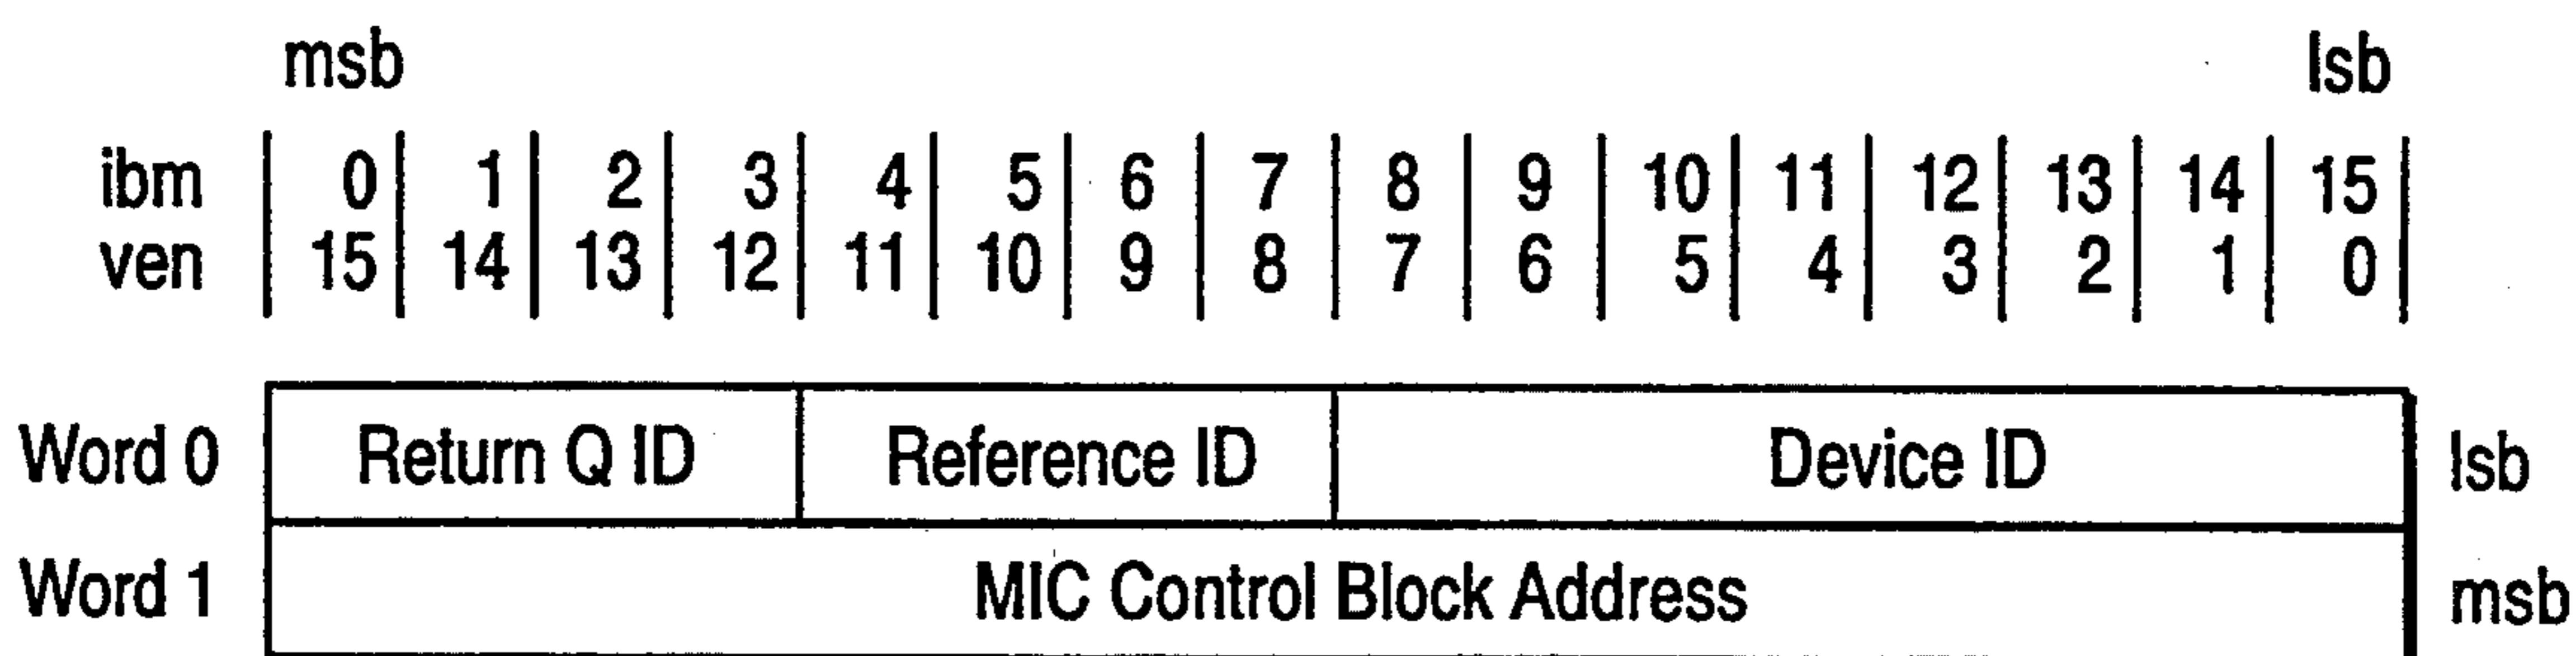 msb lsb
ibm 0 1 2 3 4 5 6 7 8 9 10 11 12 13 14 15
ven 15 14 13 12 11 10 9 8 7 6 5 4 3 2 1 0
Word 0 Return Q ID Reference ID Device ID lsb
Word 1 MIC Control Block Address msb